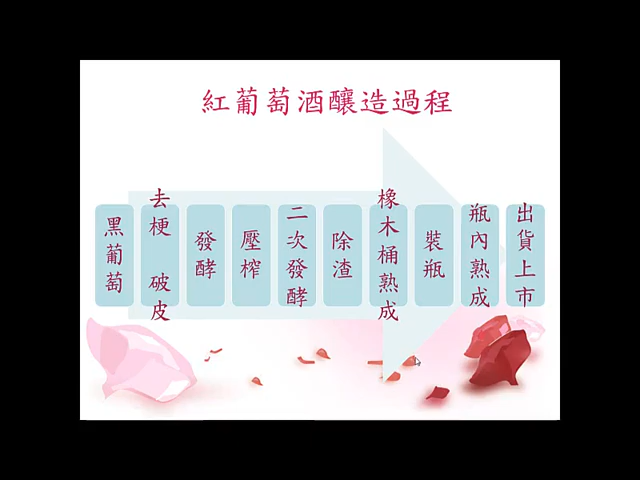 紅葡萄酒釀造過程
黑葡萄
去梗 破皮
發酵
壓榨
二次發酵
除渣
橡木桶熟成
裝瓶
瓶內熟成
出貨上市